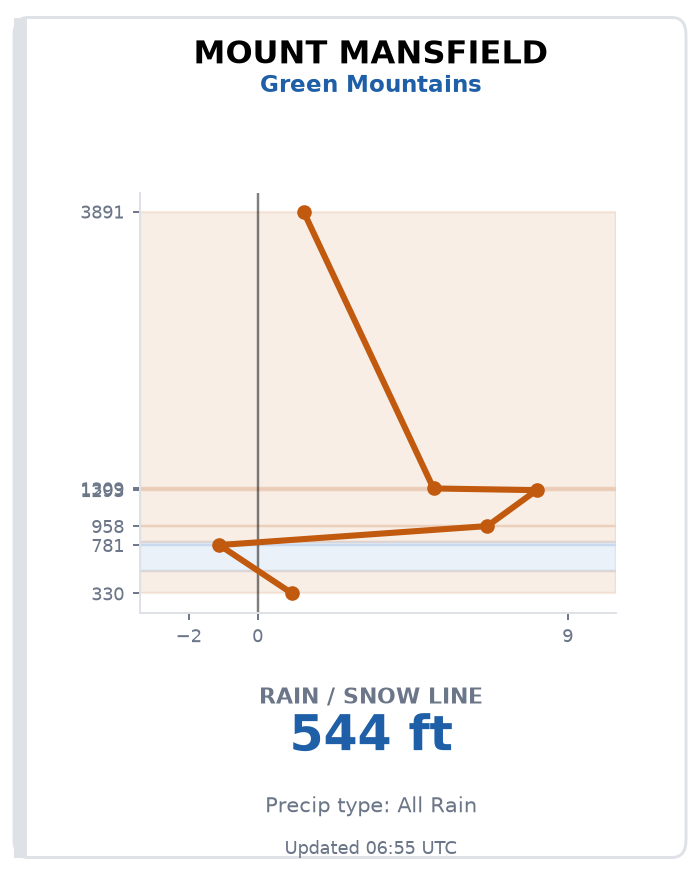 MOUNT MANSFIELD
Green Mountains
3891
958
781
330
−2 0 9
RAIN / SNOW LINE
544 ft
Precip type: All Rain
Updated 06:55 UTC